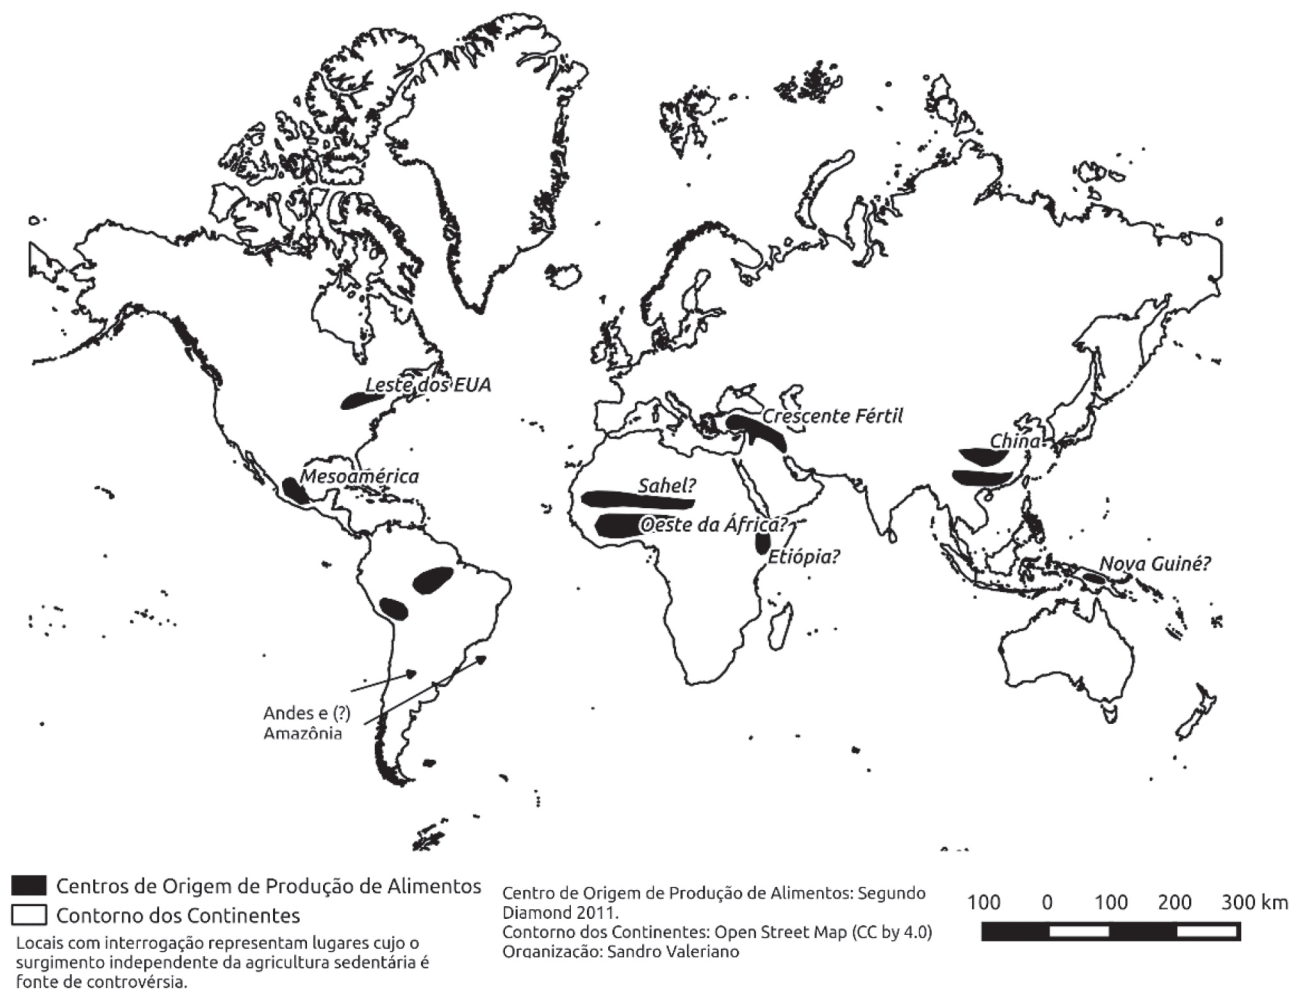 Leste dos EUA
Crescente Fértil
China
Mesoamérica
Sahel?
Oeste da África?
Etiópia?
Nova Guiné?
Andes e (?)
Amazônia
Centros de Origem de Produção de Alimentos
Contorno dos Continentes
Locais com interrogação representam lugares cujo o
surgimento independente da agricultura sedentária é
fonte de controvérsia.
Centro de Origem de Produção de Alimentos: Segundo
Diamond 2011.
Contorno dos Continentes: Open Street Map (CC by 4.0)
Organização: Sandro Valeriano
100 0 100 200 300 km